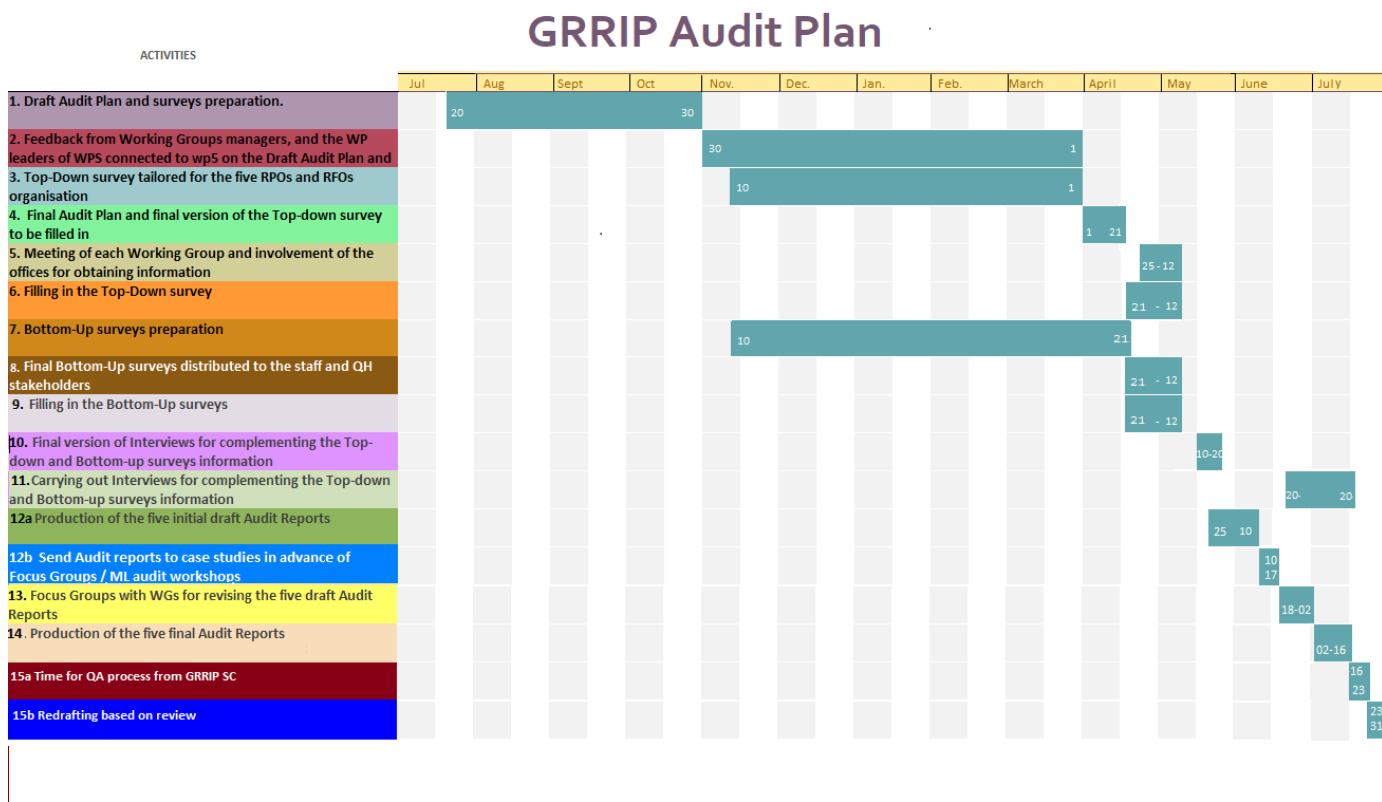 GRRIP Audit Plan
ACTIVITIES
Jul Aug Sept Oct Nov. Dec. Jan. Feb. March April May June July
1. Draft Audit Plan and surveys preparation.
20 30
2. Feedback from Working Groups managers, and the WP
leaders of WPS connected to wp5 on the Draft Audit Plan and
30 1
3. Top-Down survey tailored for the five RPOs and RFOs
organisation
10 1
4. Final Audit Plan and final version of the Top-down survey
to be filled in
1 21
5. Meeting of each Working Group and involvement of the
offices for obtaining information
25-12
6. Filling in the Top-Down survey
21 - 12
7. Bottom-Up surveys preparation
10 21
8. Final Bottom-Up surveys distributed to the staff and QH
stakeholders
21 - 12
9. Filling in the Bottom-Up surveys
21 - 12
10. Final version of Interviews for complementing the Top-
down and Bottom-up surveys information
10-20
11.Carrying out Interviews for complementing the Top-down
and Bottom-up surveys information
20- 20
12a Production of the five initial draft Audit Reports
25 10
12b Send Audit reports to case studies in advance of
Focus Groups / ML audit workshops
10
17
13. Focus Groups with WGs for revising the five draft Audit
Reports
18-02
14. Production of the five final Audit Reports
02-16
15a Time for QA process from GRRIP SC
16
23
15b Redrafting based on review
23
31